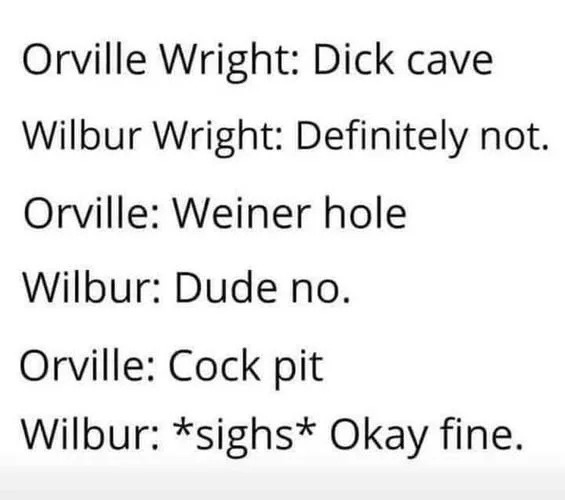 Orville Wright: Dick cave
Wilbur Wright: Definitely not.
Orville: Weiner hole
Wilbur: Dude no.
Orville: Cock pit
Wilbur: *sighs* Okay fine.